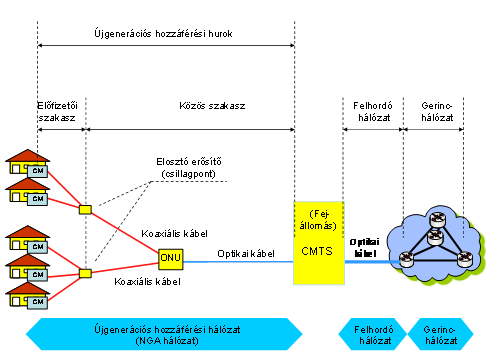 Újgenerációs hozzáférési hurok
Előfizetői
szakasz
Közös szakasz
Felhordó
hálózat
Gerinc-
hálózat
Elosztó erősítő
(csillagpont)
CM
CM
CM
CM
CM
Koaxiális kábel
Koaxiális kábel
ONU
Optikai kábel
(Fej-
állomás)
CMTS
Optikai
kábel
Újgenerációs hozzáférési hálózat
(NGA hálózat)
Felhordó
hálózat
Gerinc-
hálózat